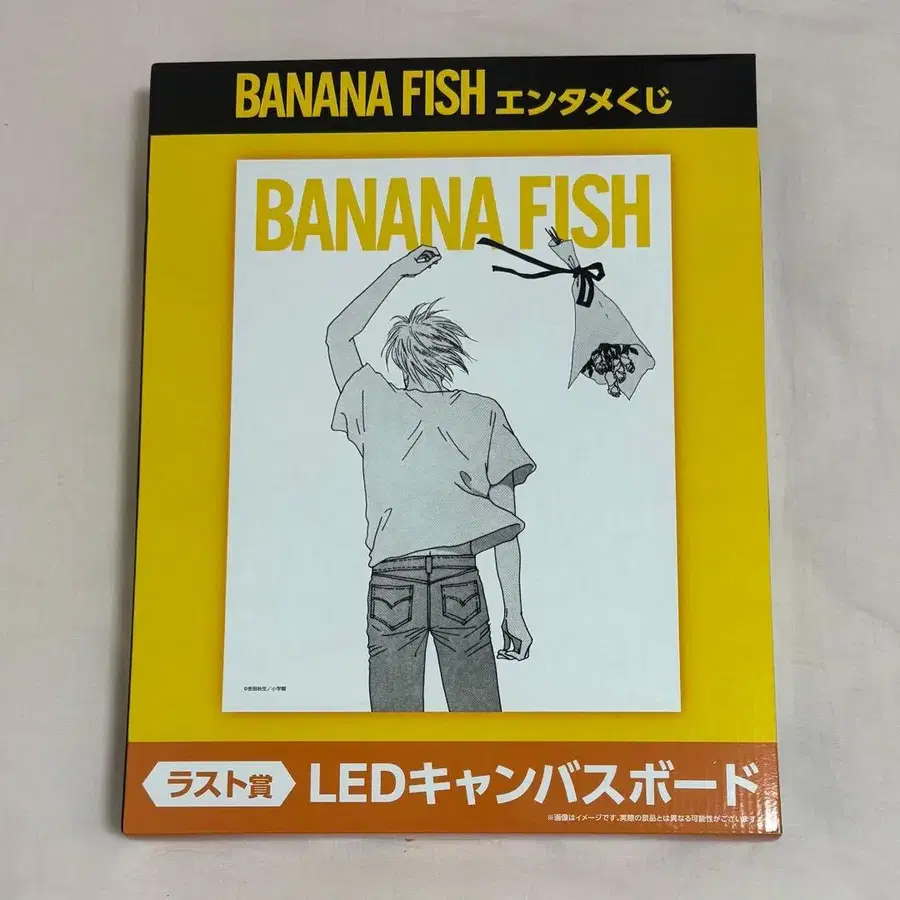 BANANA FISH エンタメくじ
BANANA FISH
©吉田秋生/小学館
ラスト賞 LEDキャンバスボード
※画像はイメージです。実際の景品とは異なる可能性がございます